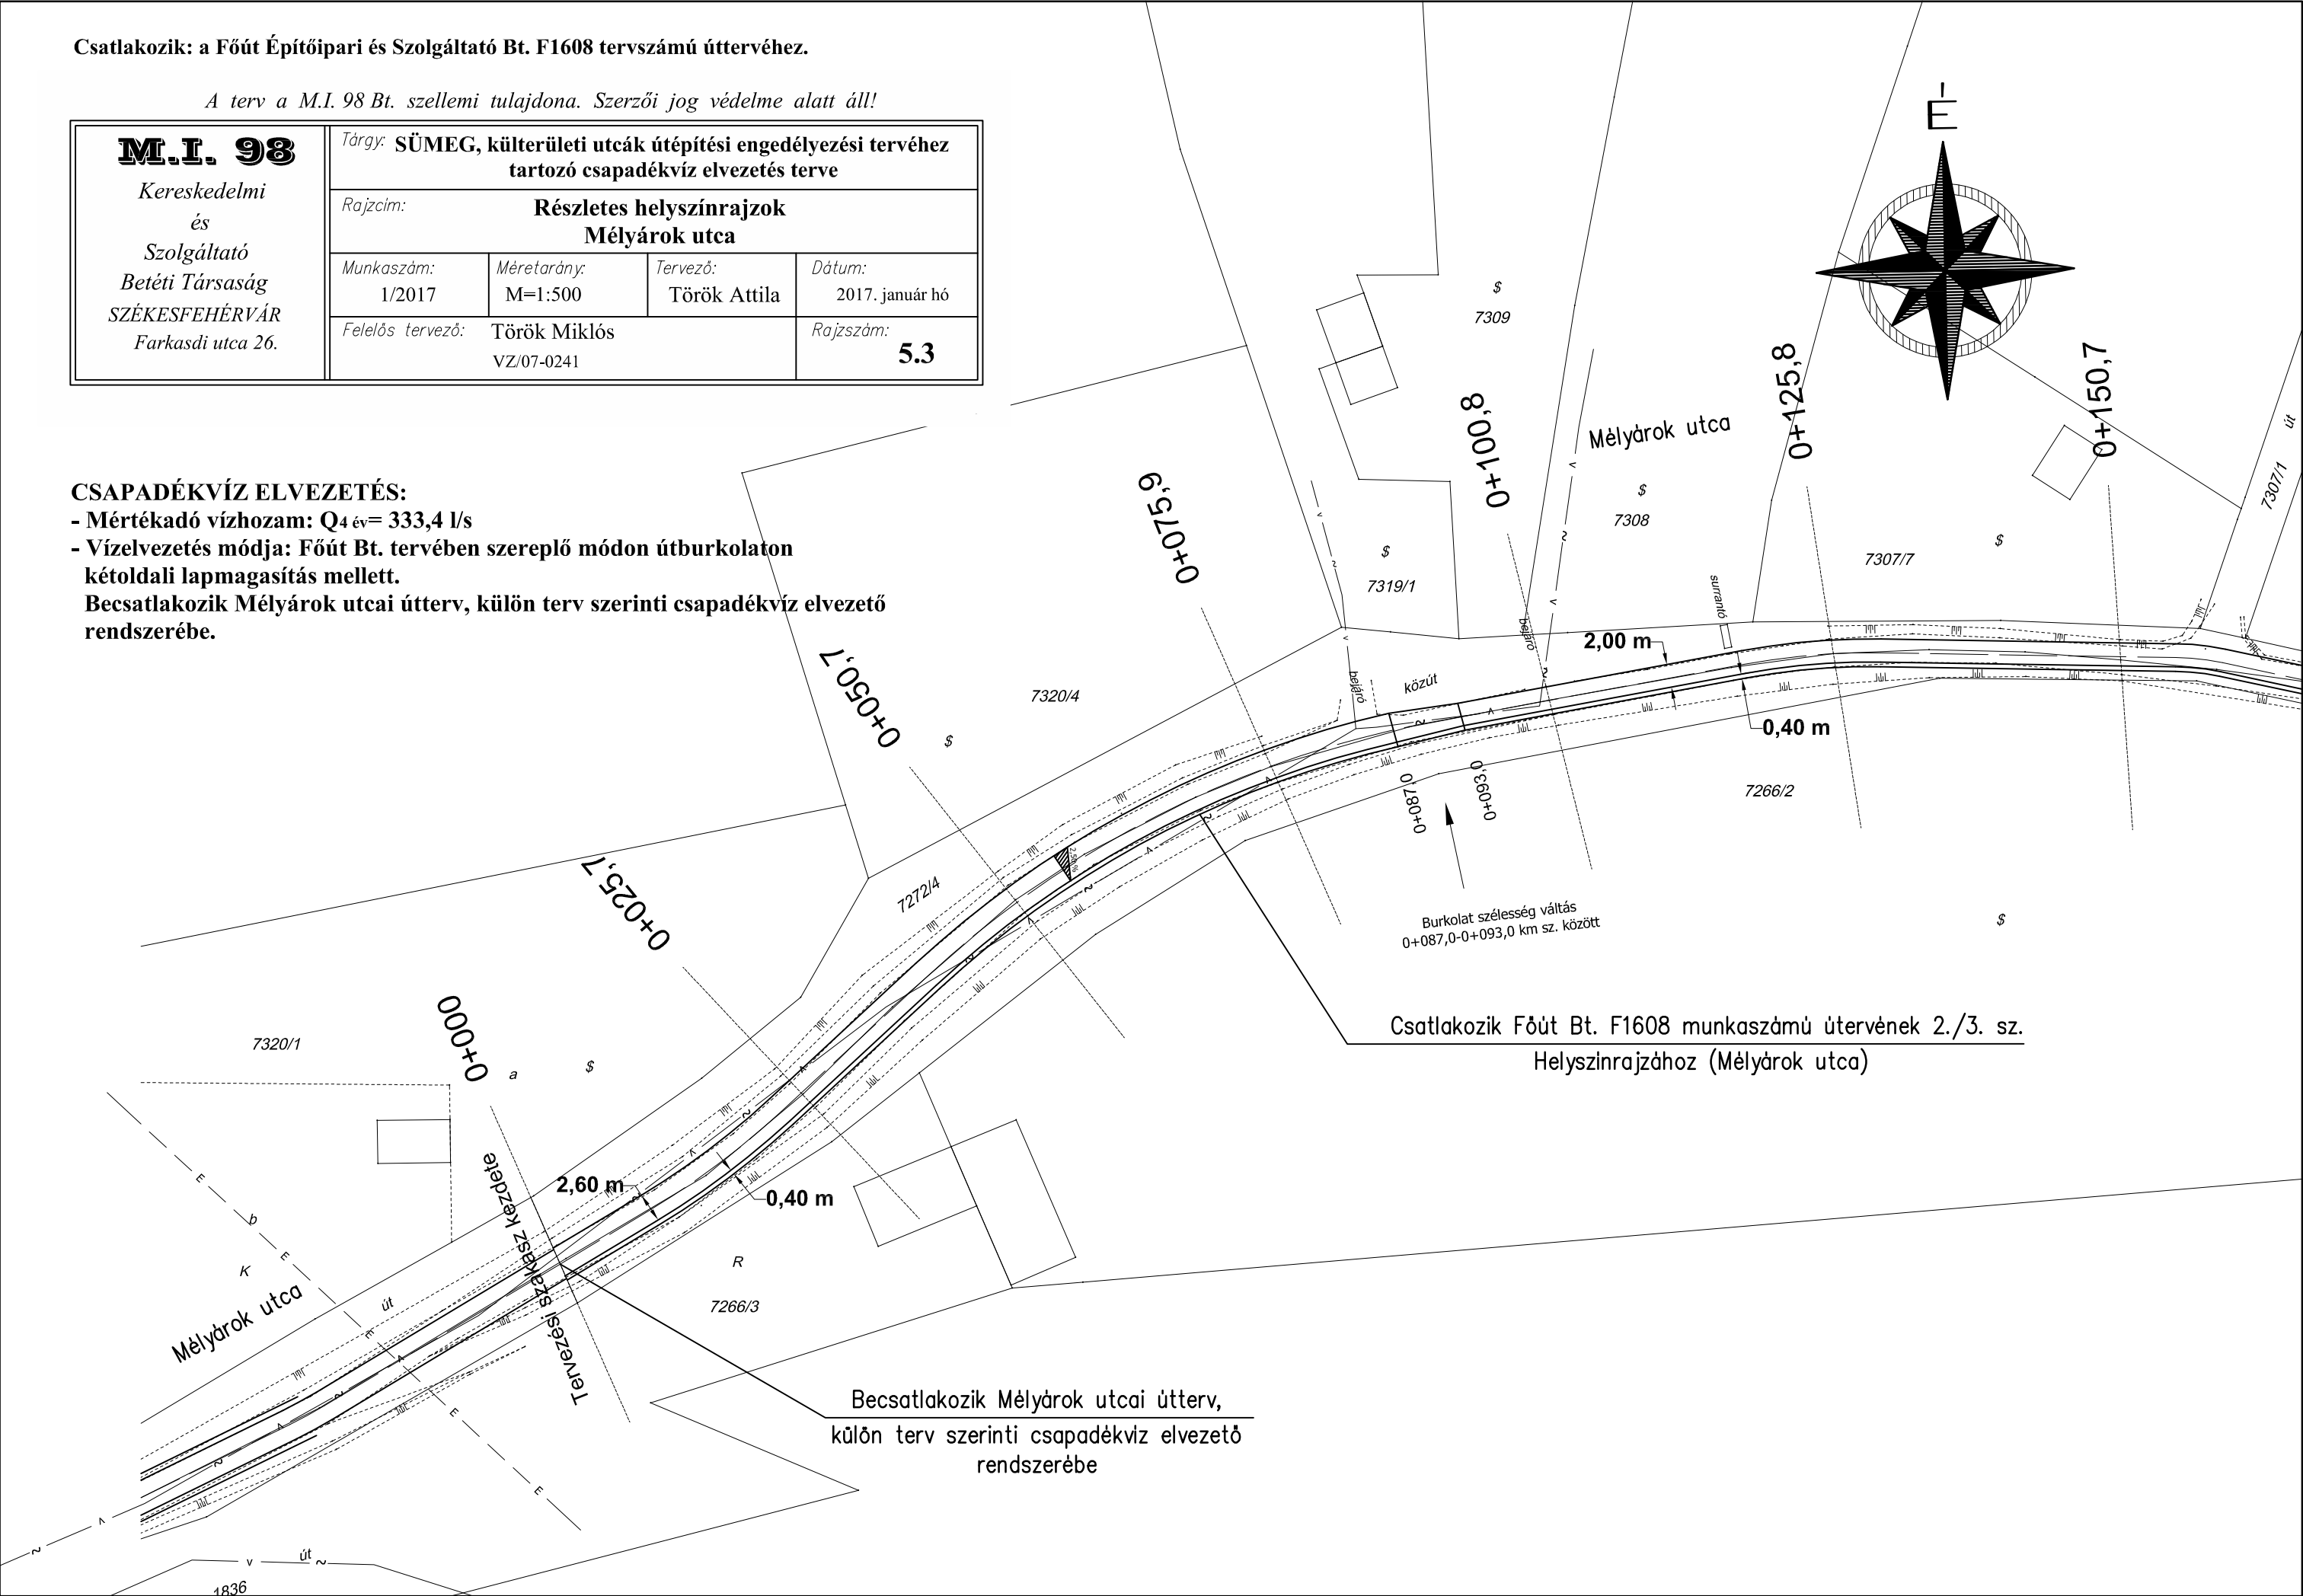 Csatlakozik: a Főút Építőipari és Szolgáltató Bt. F1608 tervszámú úttervéhez.
A terv a M.I. 98 Bt. szellemi tulajdona. Szerzői jog védelme alatt áll!
M.I. 98
Kereskedelmi
és
Szolgáltató
Betéti Társaság
SZÉKESFEHÉRVÁR
Farkasdi utca 26.
Tárgy: SÜMEG, külterületi utcák útépítési engedélyezési tervéhez
tartozó csapadékvíz elvezetés terve
Rajzcím: Részletes helyszínrajzok
Mélyárok utca
Munkaszám: 1/2017
Méretarány: M=1:500
Tervező: Török Attila
Dátum: 2017. január hó
Felelős tervező: Török Miklós
VZ/07-0241
Rajzszám: 5.3
CSAPADÉKVÍZ ELVEZETÉS:
- Mértékadó vízhozam: Q4 év= 333,4 l/s
- Vízelvezetés módja: Főút Bt. tervében szereplő módon útburkolaton
kétoldali lapmagasítás mellett.
Becsatlakozik Mélyárok utcai útterv, külön terv szerinti csapadékvíz elvezető
rendszerébe.
É
$
7309
0+100,8
Mélyárok utca
0+125,8
0+150,7
út
7307/1
0+075,9
$
7319/1
$
7308
7307/7
$
surrantó
bejáró
2,00 m
0+050,7
7320/4
$
bejáró
közút
0,40 m
0+087,0
0+093,0
7266/2
2,50 %
7272/4
0+025,7
Burkolat szélesség váltás
0+087,0-0+093,0 km sz. között
$
0+000
7320/1
a
$
Csatlakozik Főút Bt. F1608 munkaszámú útervének 2./3. sz.
Helyszínrajzához (Mélyárok utca)
Tervezési szakasz kezdete
2,60 m
0,40 m
E
b
E
K
R
7266/3
Mélyárok utca
út
E
E
E
Becsatlakozik Mélyárok utcai útterv,
külön terv szerinti csapadékvíz elvezető
rendszerébe
út
1836